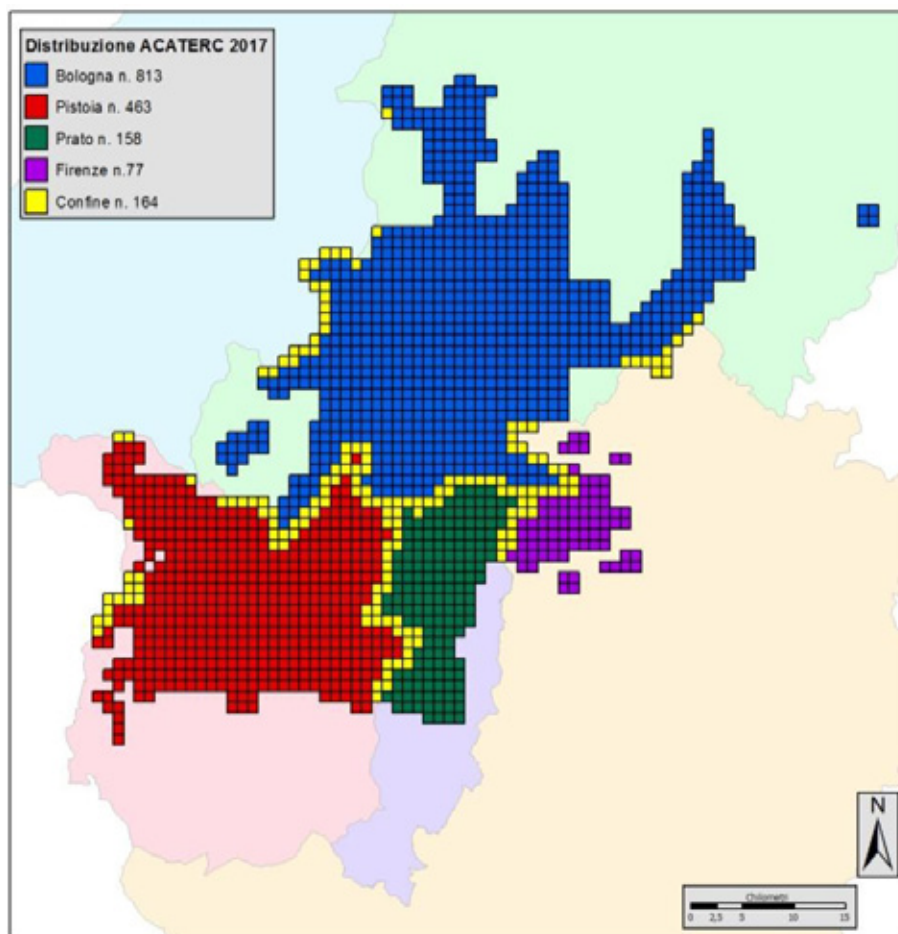 Distribuzione ACATERC 2017
Bologna n. 813
Pistoia n. 463
Prato n. 158
Firenze n.77
Confine n. 164
N
Chilometri
0 2,5 5 10 15